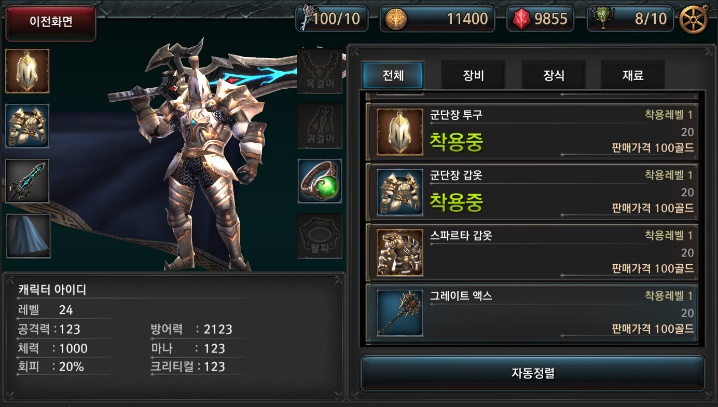 이전화면
100/10
11400
9855
8/10
목걸이
귀걸이
휘장
전체
장비
장식
재료
군단장 투구
착용레벨 1
착용중
20
판매가격 100골드
군단장 갑옷
착용레벨 1
착용중
20
판매가격 100골드
스파르타 갑옷
착용레벨 1
20
판매가격 100골드
그레이트 액스
착용레벨 1
20
판매가격 100골드
자동정렬
캐릭터 아이디
레벨 24
공격력 : 123
방어력 : 2123
체력 : 1000
마나 : 123
회피 : 20%
크리티컬 : 123